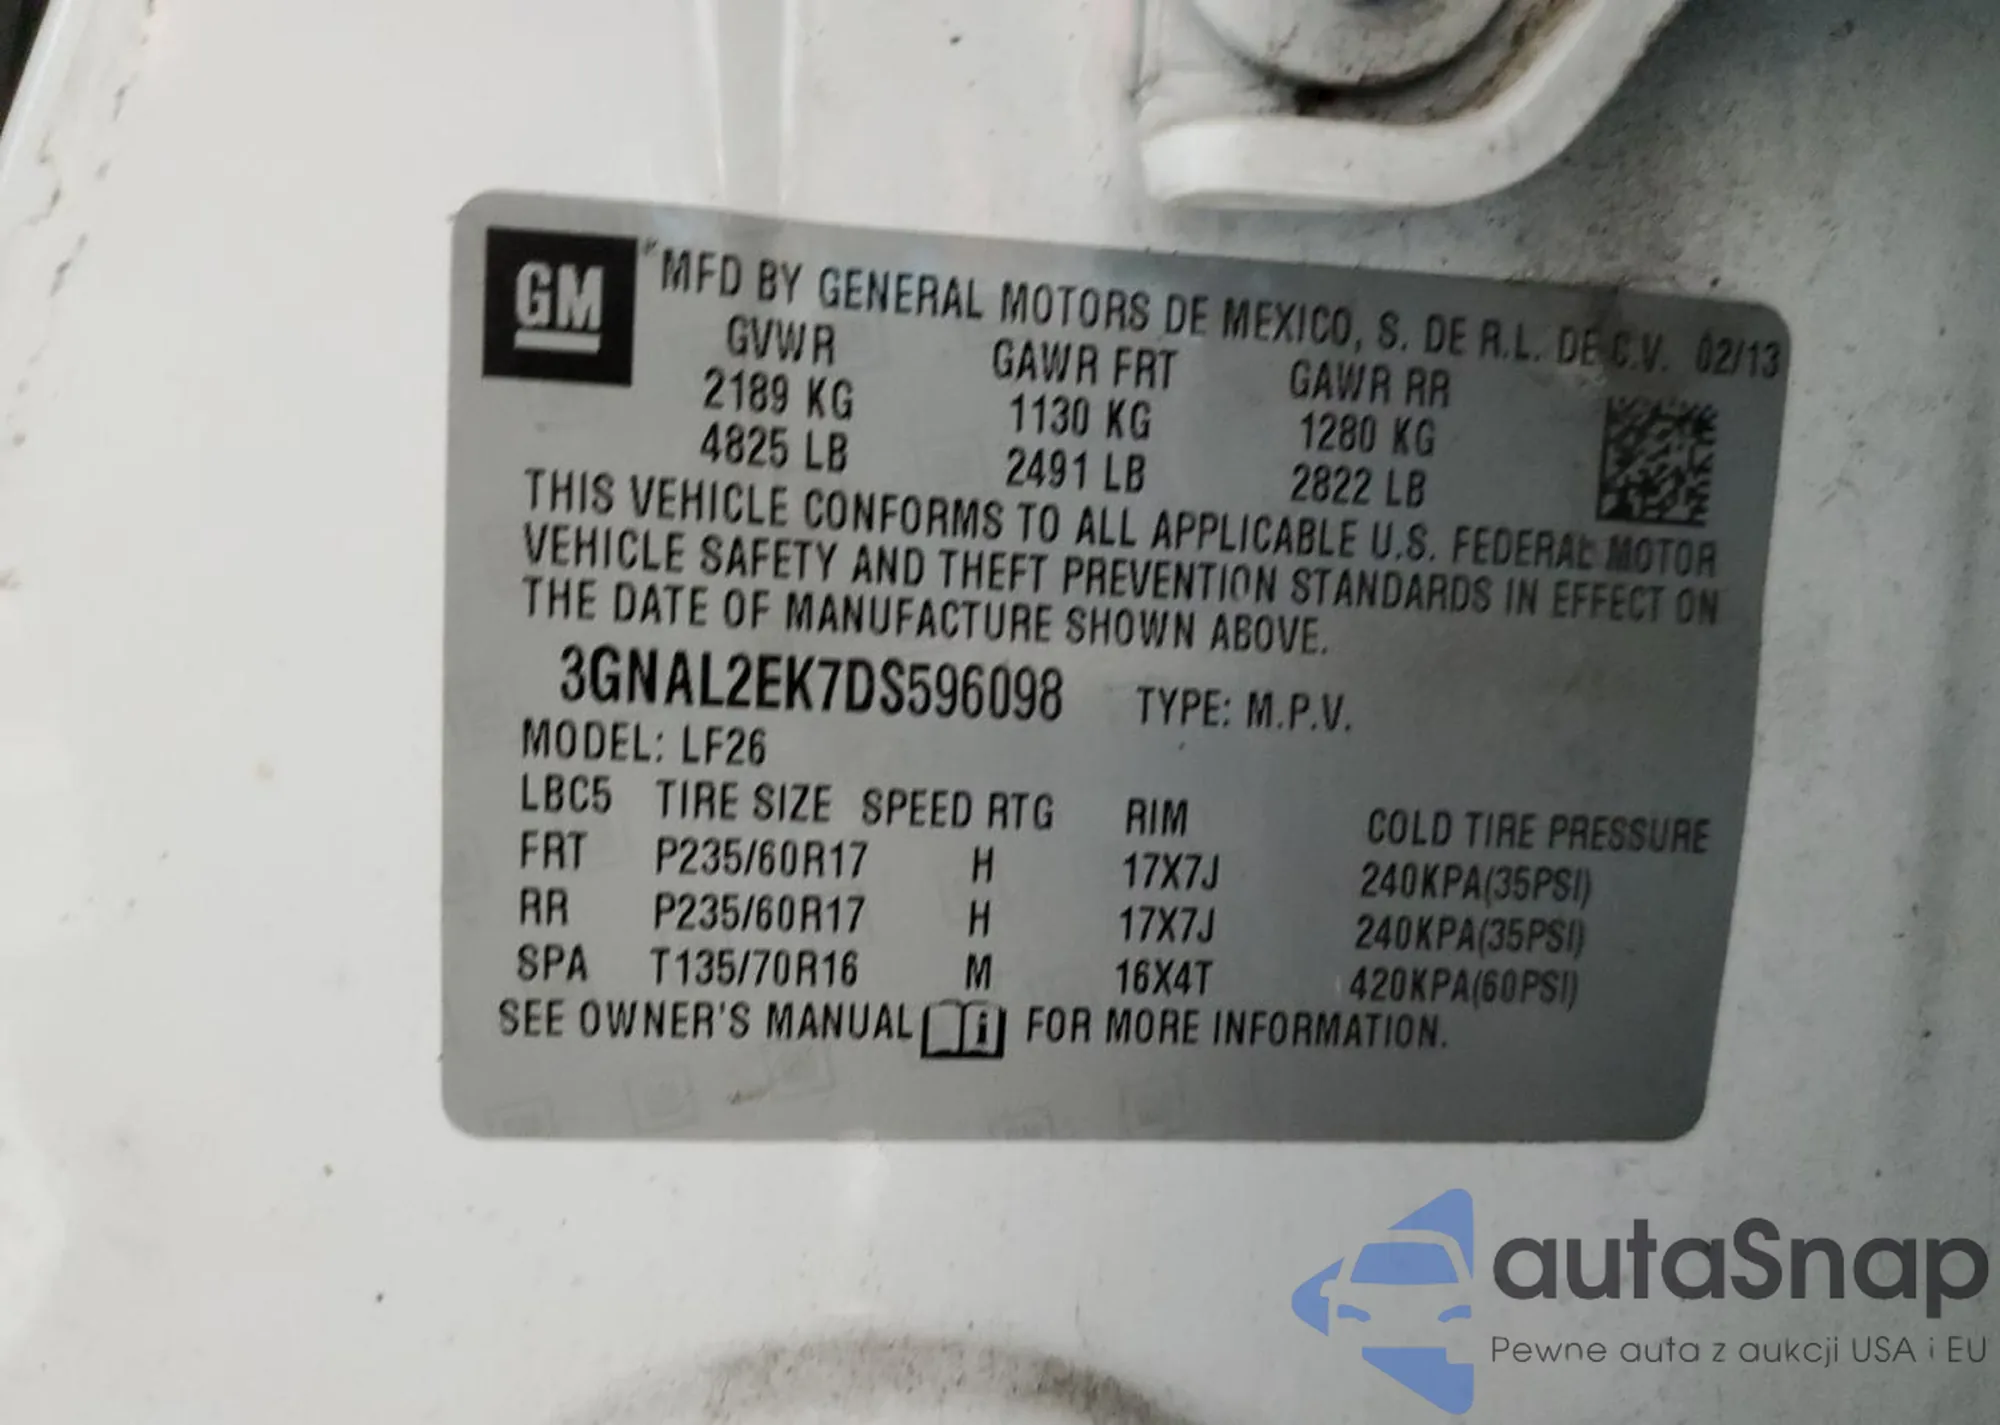 GM
MFD BY GENERAL MOTORS DE MEXICO, S. DE R.L. DE C.V. 02/13
GVWR GAWR FRT GAWR RR
2189 KG 1130 KG 1280 KG
4825 LB 2491 LB 2822 LB
THIS VEHICLE CONFORMS TO ALL APPLICABLE U.S. FEDERAL MOTOR
VEHICLE SAFETY AND THEFT PREVENTION STANDARDS IN EFFECT ON
THE DATE OF MANUFACTURE SHOWN ABOVE.
3GNAL2EK7DS596098 TYPE: M.P.V.
MODEL: LF26
LBC5 TIRE SIZE SPEED RTG RIM COLD TIRE PRESSURE
FRT P235/60R17 H 17X7J 240KPA(35PSI)
RR P235/60R17 H 17X7J 240KPA(35PSI)
SPA T135/70R16 M 16X4T 420KPA(60PSI)
SEE OWNER'S MANUAL i FOR MORE INFORMATION.
autaSnap
Pewne auta z aukcji USA i EU